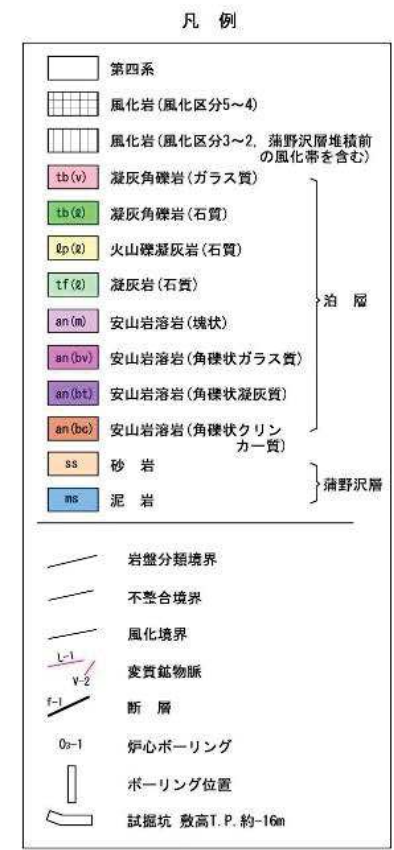 凡 例
第四系
風化岩(風化区分5～4)
風化岩(風化区分3～2, 蒲野沢層堆積前
の風化帯を含む)
tb(v) 凝灰角礫岩(ガラス質)
tb(ℓ) 凝灰角礫岩(石質)
ℓp(ℓ) 火山礫凝灰岩(石質)
tf(ℓ) 凝灰岩(石質)
an(m) 安山岩溶岩(塊状)
an(bv) 安山岩溶岩(角礫状ガラス質)
an(bt) 安山岩溶岩(角礫状凝灰質)
an(bc) 安山岩溶岩(角礫状クリン
カー質)
泊 層
ss 砂 岩
ms 泥 岩
蒲野沢層
岩盤分類境界
不整合境界
風化境界
L-1
V-2
変質鉱物脈
f-1 断 層
O₃-1 炉心ボーリング
ボーリング位置
試掘坑 敷高T.P.約-16m